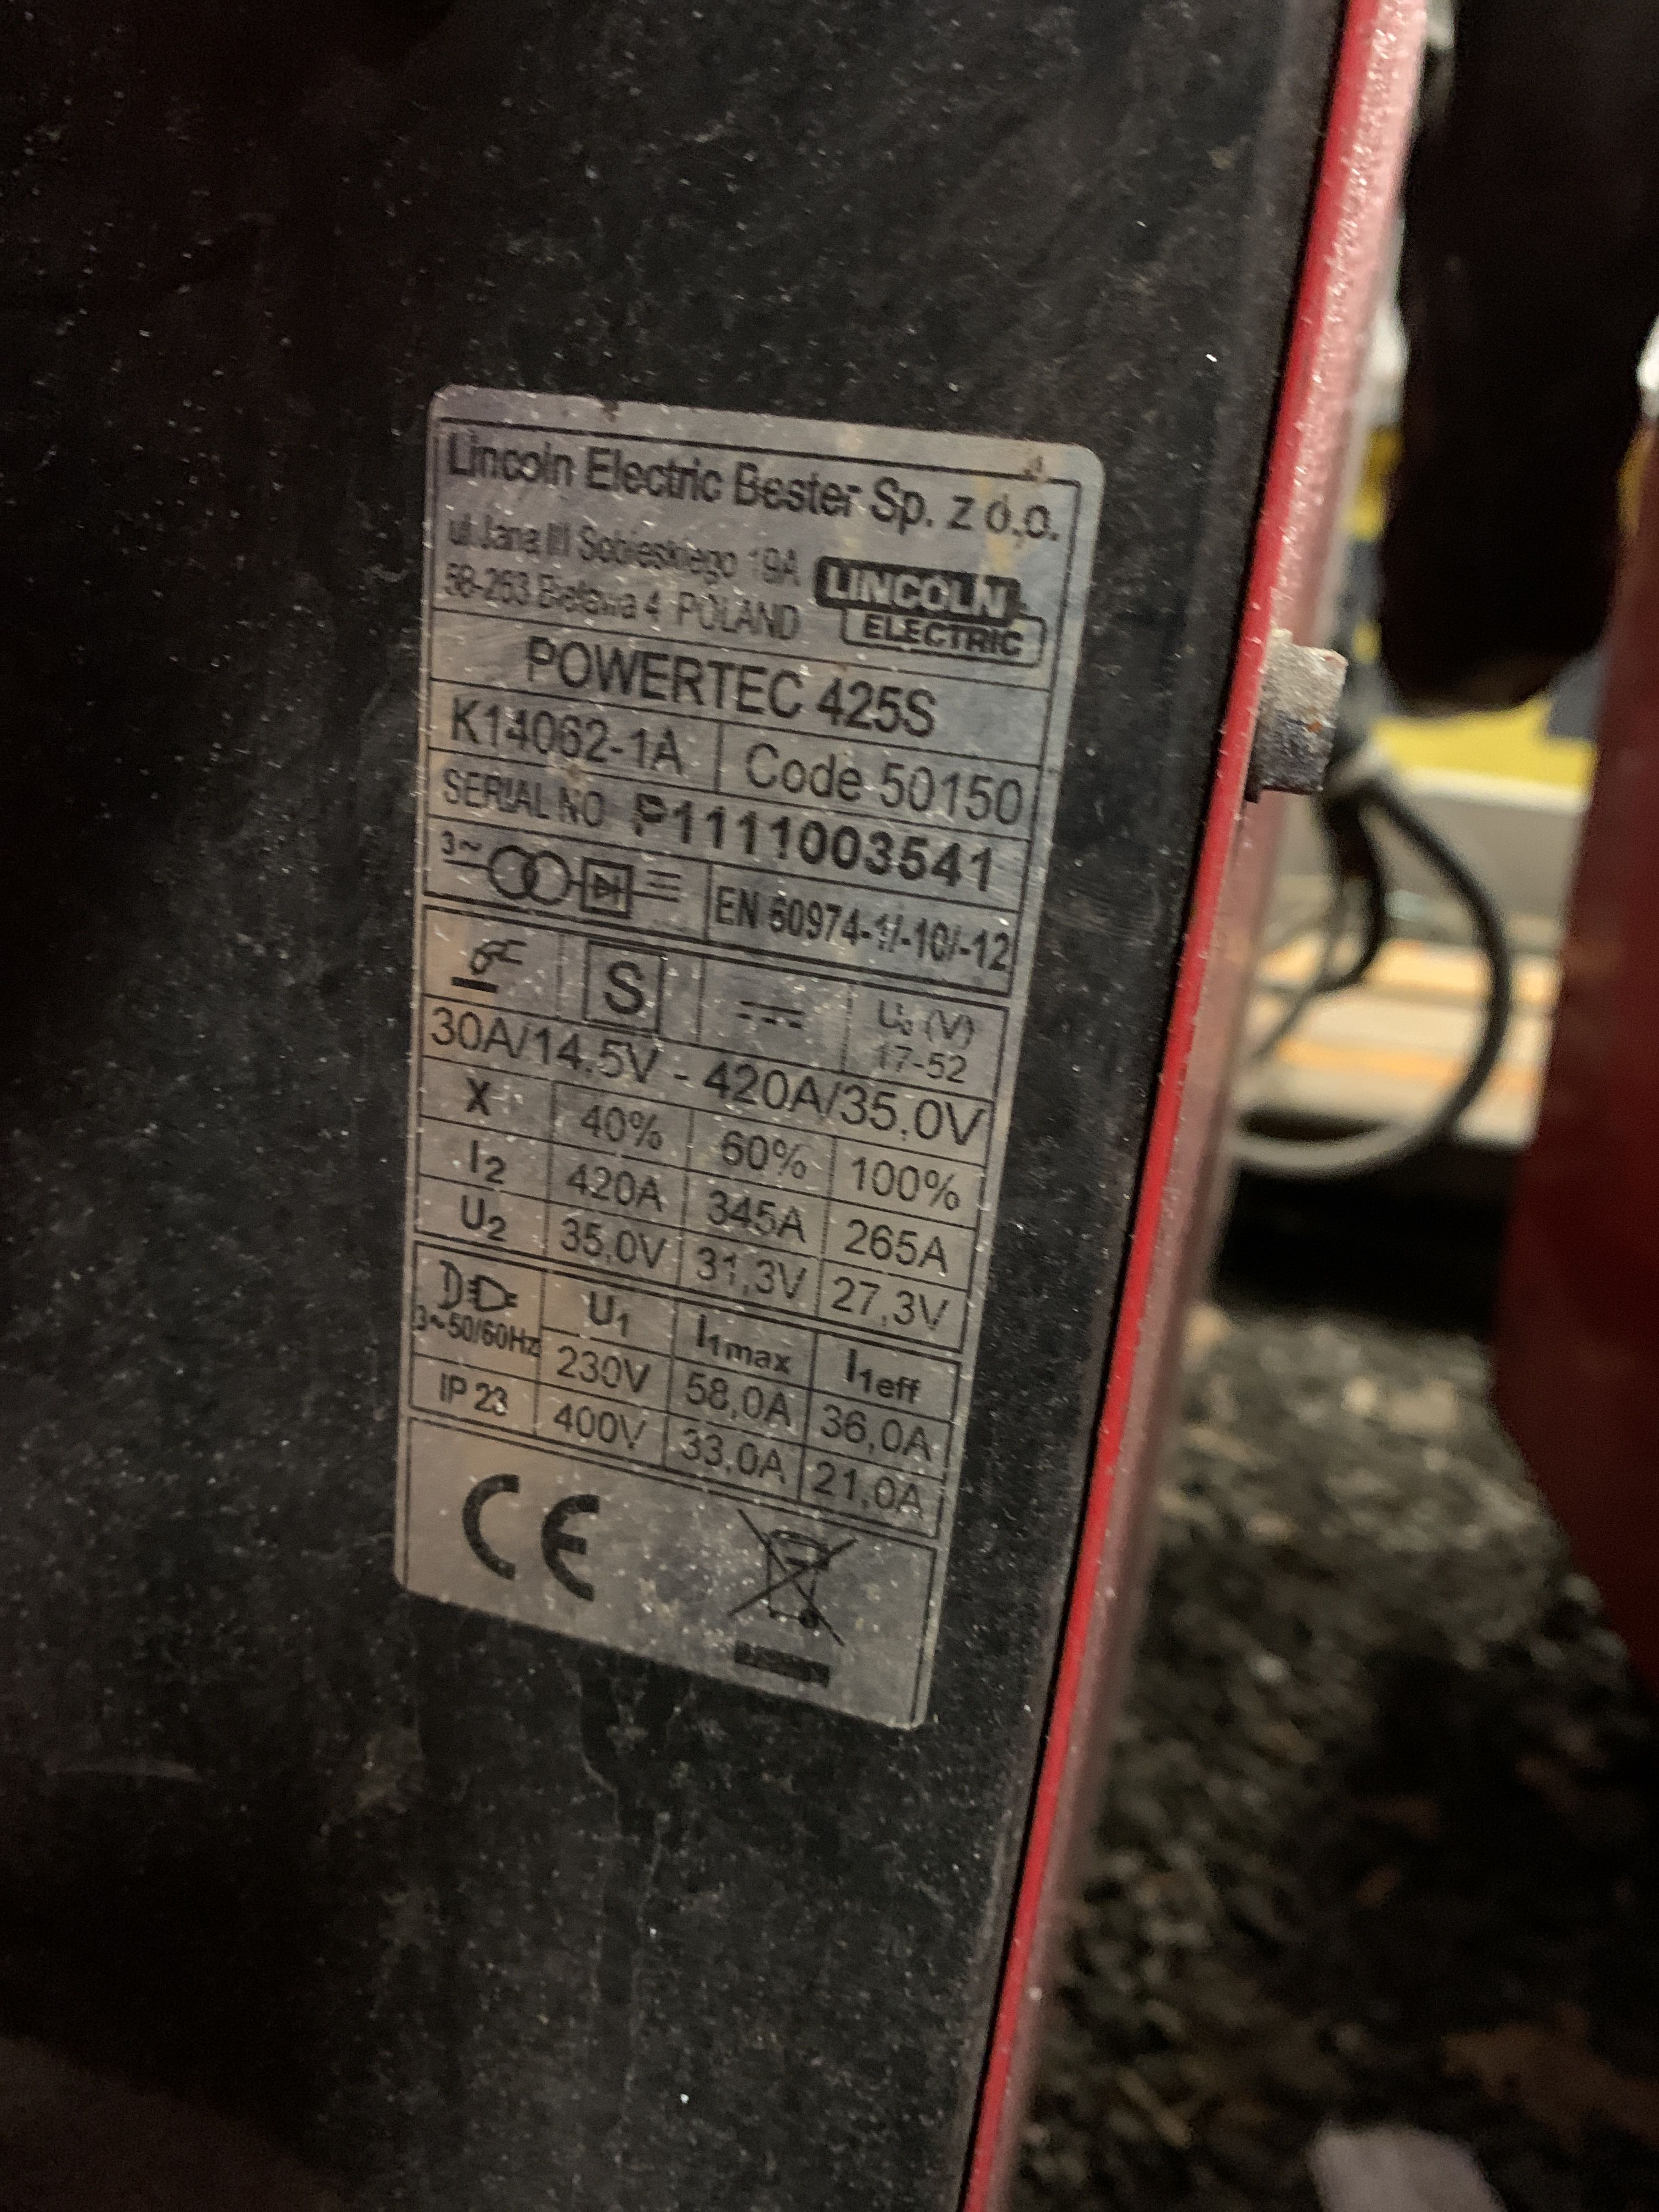 Lincoln Electric Bester Sp. z o.o.
ul. Jana III Sobieskiego 19A
58-263 Bielawa 4 POLAND
LINCOLN
ELECTRIC
POWERTEC 425S
K14062-1A Code 50150
SERIAL NO P1111003541
3~ EN 60974-1/-10/-12
S U₀ (V)
17-52
30A/14.5V - 420A/35.0V
X 40% 60% 100%
I2 420A 345A 265A
U2 35.0V 31,3V 27,3V
U1 I1max I1eff
3~50/60Hz 230V 58,0A 36,0A
IP 23 400V 33.0A 21,0A
CE